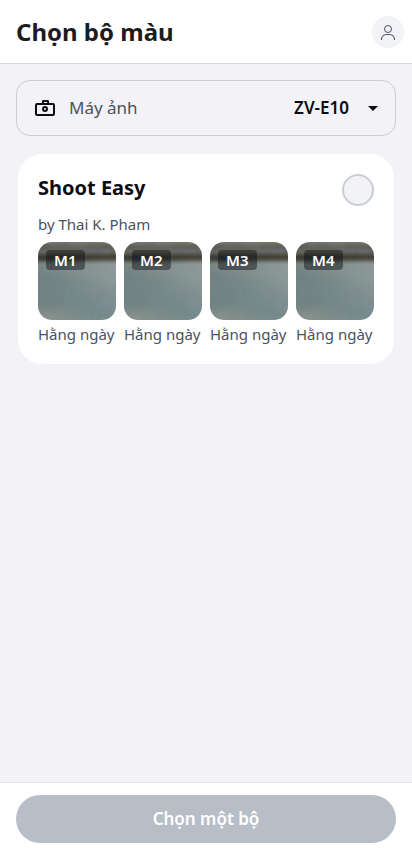 Chọn bộ màu
Máy ảnh ZV-E10
Shoot Easy
by Thai K. Pham
M1 M2 M3 M4
Hằng ngày Hằng ngày Hằng ngày Hằng ngày
Chọn một bộ